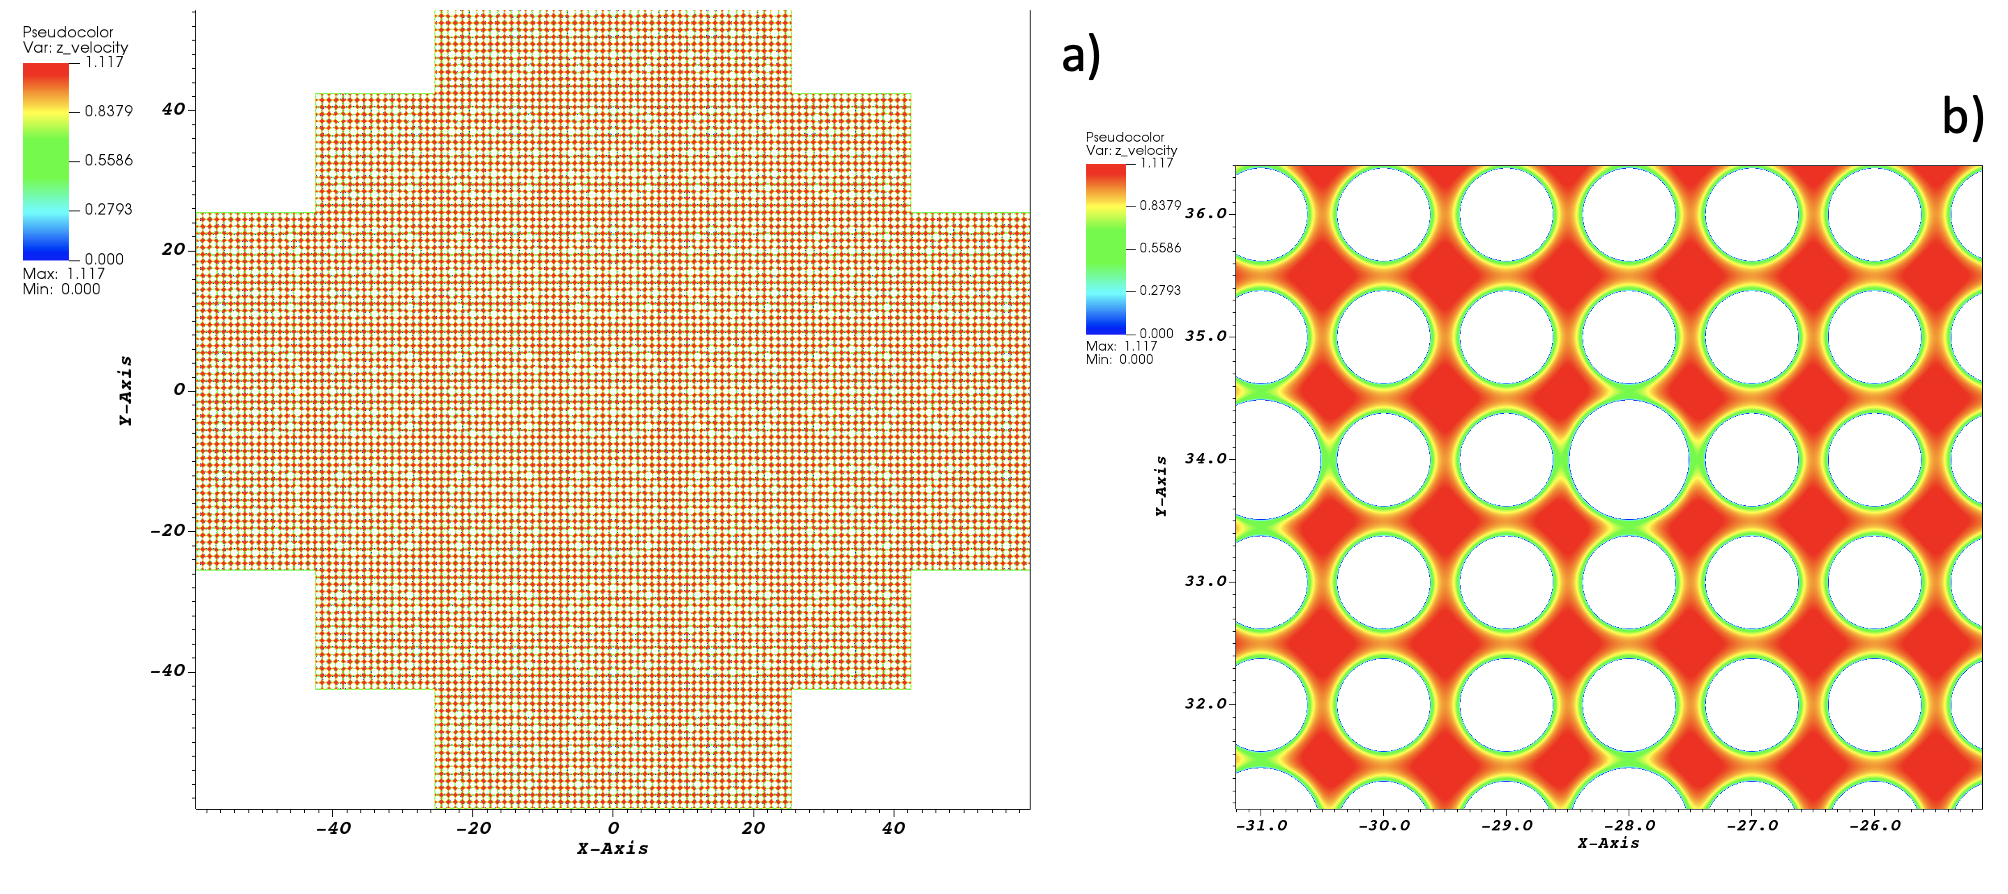 Pseudocolor
Var: z_velocity
1.117
0.8379
0.5586
0.2793
0.000
Max: 1.117
Min: 0.000
40
20
0
-20
-40
Y-Axis
-40 -20 0 20 40
X-Axis
a)
b)
Pseudocolor
Var: z_velocity
1.117
0.8379
0.5586
0.2793
0.000
Max: 1.117
Min: 0.000
36.0
35.0
34.0
33.0
32.0
Y-Axis
-31.0 -30.0 -29.0 -28.0 -27.0 -26.0
X-Axis